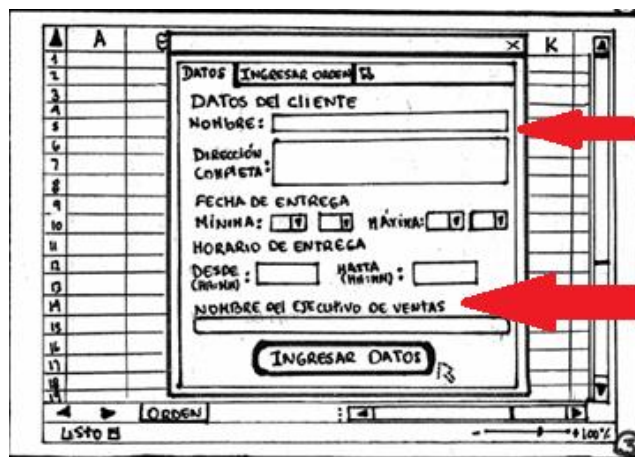 A
K
1
2
3
4
5
6
7
8
9
10
11
12
13
14
15
16
17
18
DATOS INGRESAR ORDEN
DATOS DEL CLIENTE
NOMBRE:
DIRECCIÓN
COMPLETA:
FECHA DE ENTREGA
MÍNIMA: MÁXIMA:
HORARIO DE ENTREGA
DESDE : HASTA :
(HH:MM) (HH:MM)
NOMBRE DEL EJECUTIVO DE VENTAS
INGRESAR DATOS
ORDEN
LISTO - + 100%
3